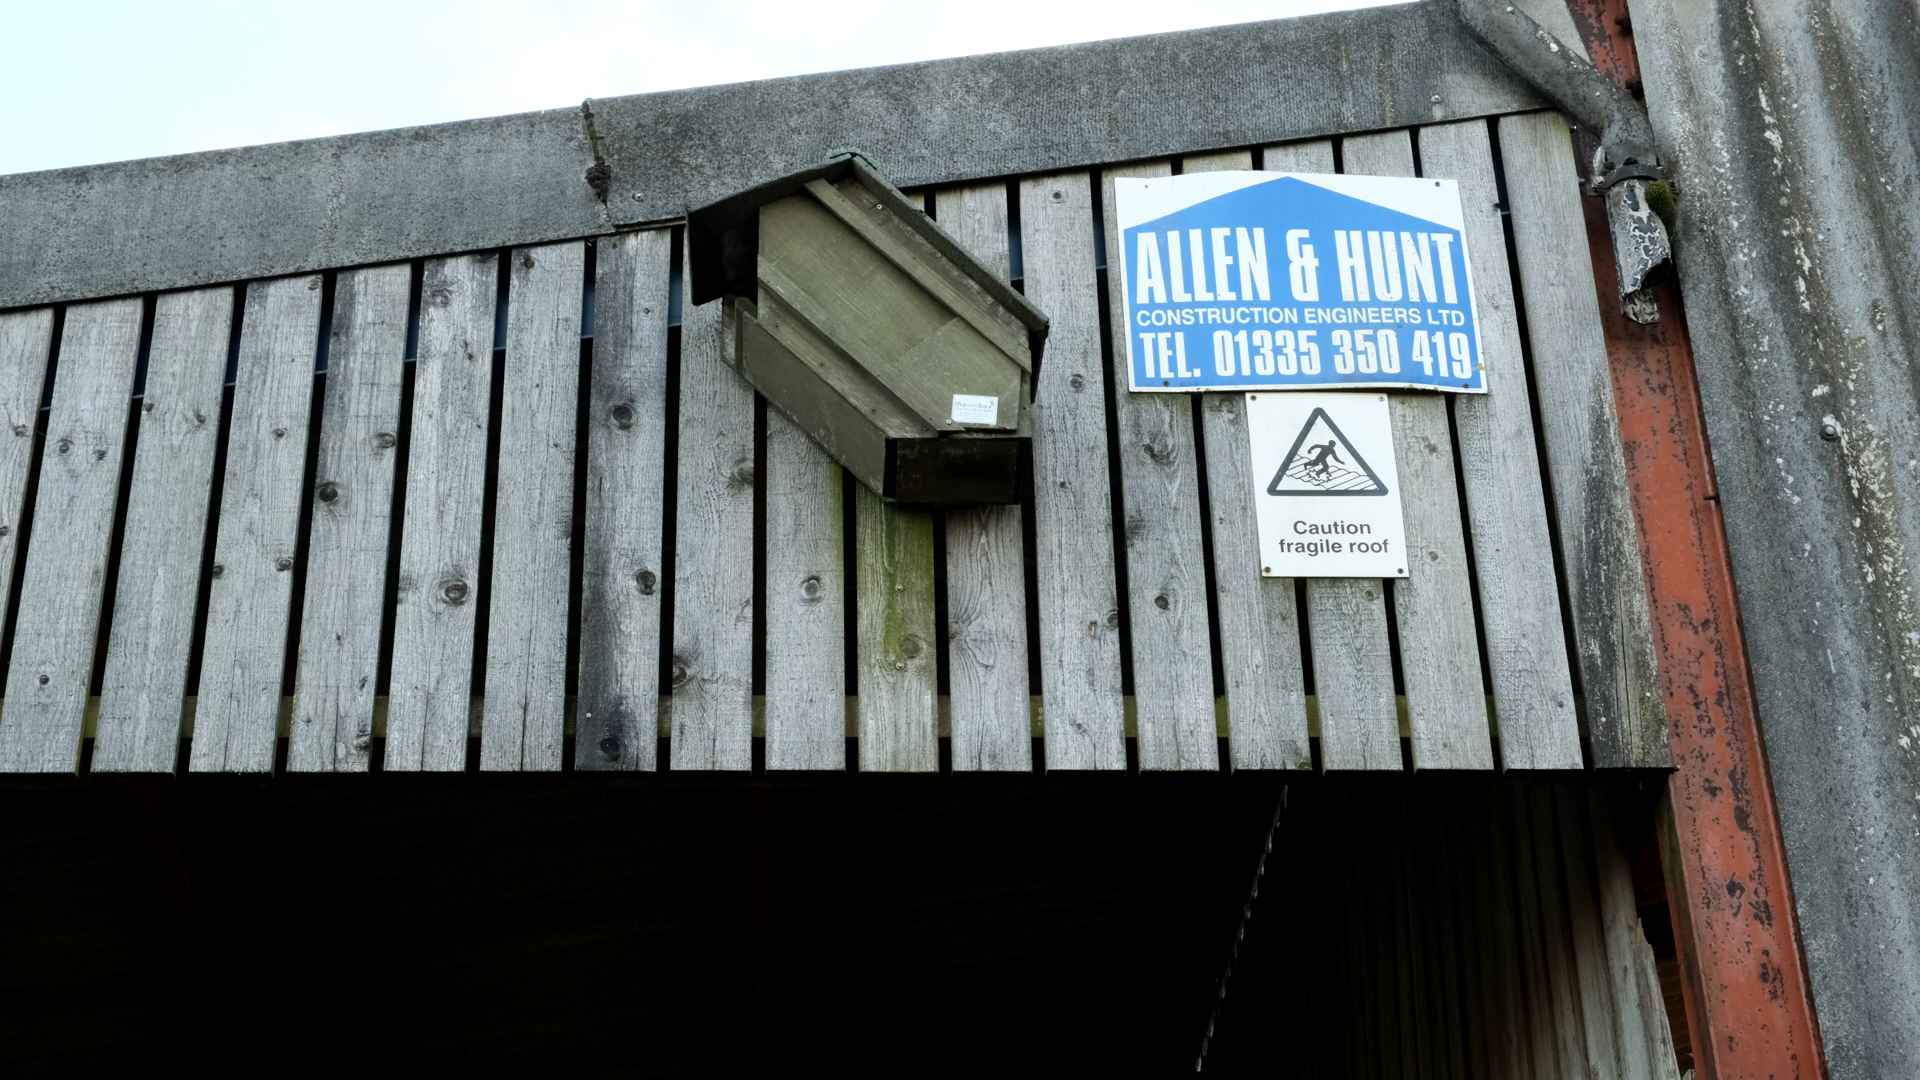 ALLEN & HUNT
CONSTRUCTION ENGINEERS LTD
TEL. 01335 350 419
Caution
fragile roof